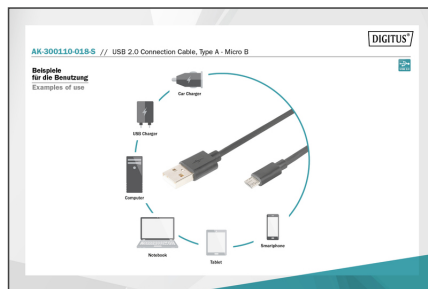 DIGITUS®
AK-300110-018-S // USB 2.0 Connection Cable, Type A - Micro B
Beispiele
für die Benutzung
Examples of use
Car Charger
USB Charger
Computer
Notebook
Tablet
Smartphone